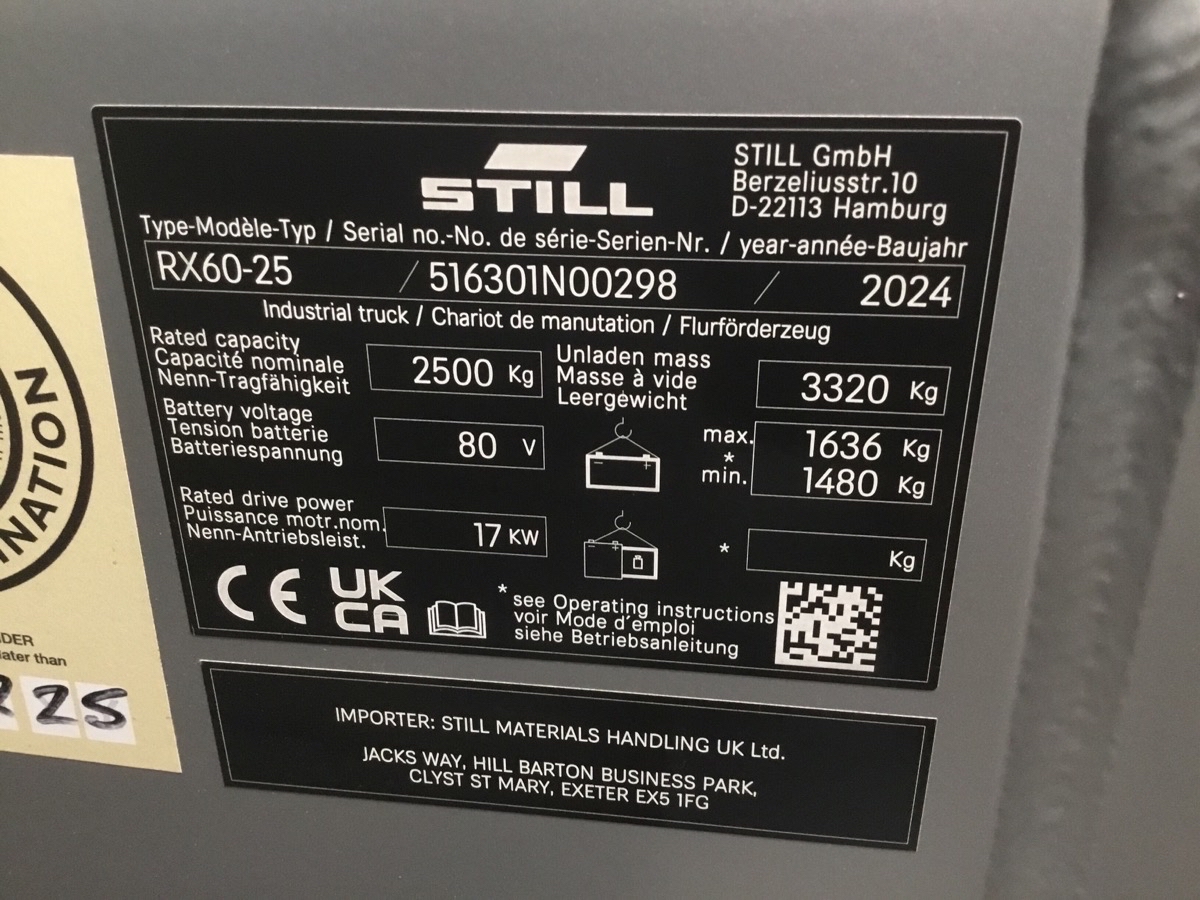 STILL
STILL GmbH
Berzeliusstr.10
D-22113 Hamburg
Type-Modèle-Typ / Serial no.-No. de série-Serien-Nr. / year-année-Baujahr
RX60-25 / 516301N00298 / 2024
Industrial truck / Chariot de manutation / Flurförderzeug
Rated capacity
Capacité nominale
Nenn-Tragfähigkeit
2500 Kg
Unladen mass
Masse à vide
Leergewicht
3320 Kg
Battery voltage
Tension batterie
Batteriespannung
80 V
max. 1636 Kg
*
min. 1480 Kg
Rated drive power
Puissance motr.nom.
Nenn-Antriebsleist.
17 KW
* Kg
CE
UK
CA
* see Operating instructions
voir Mode d'emploi
siehe Betriebsanleitung
IMPORTER: STILL MATERIALS HANDLING UK Ltd.
JACKS WAY, HILL BARTON BUSINESS PARK,
CLYST ST MARY, EXETER EX5 1FG
INATION
DER
later than
25